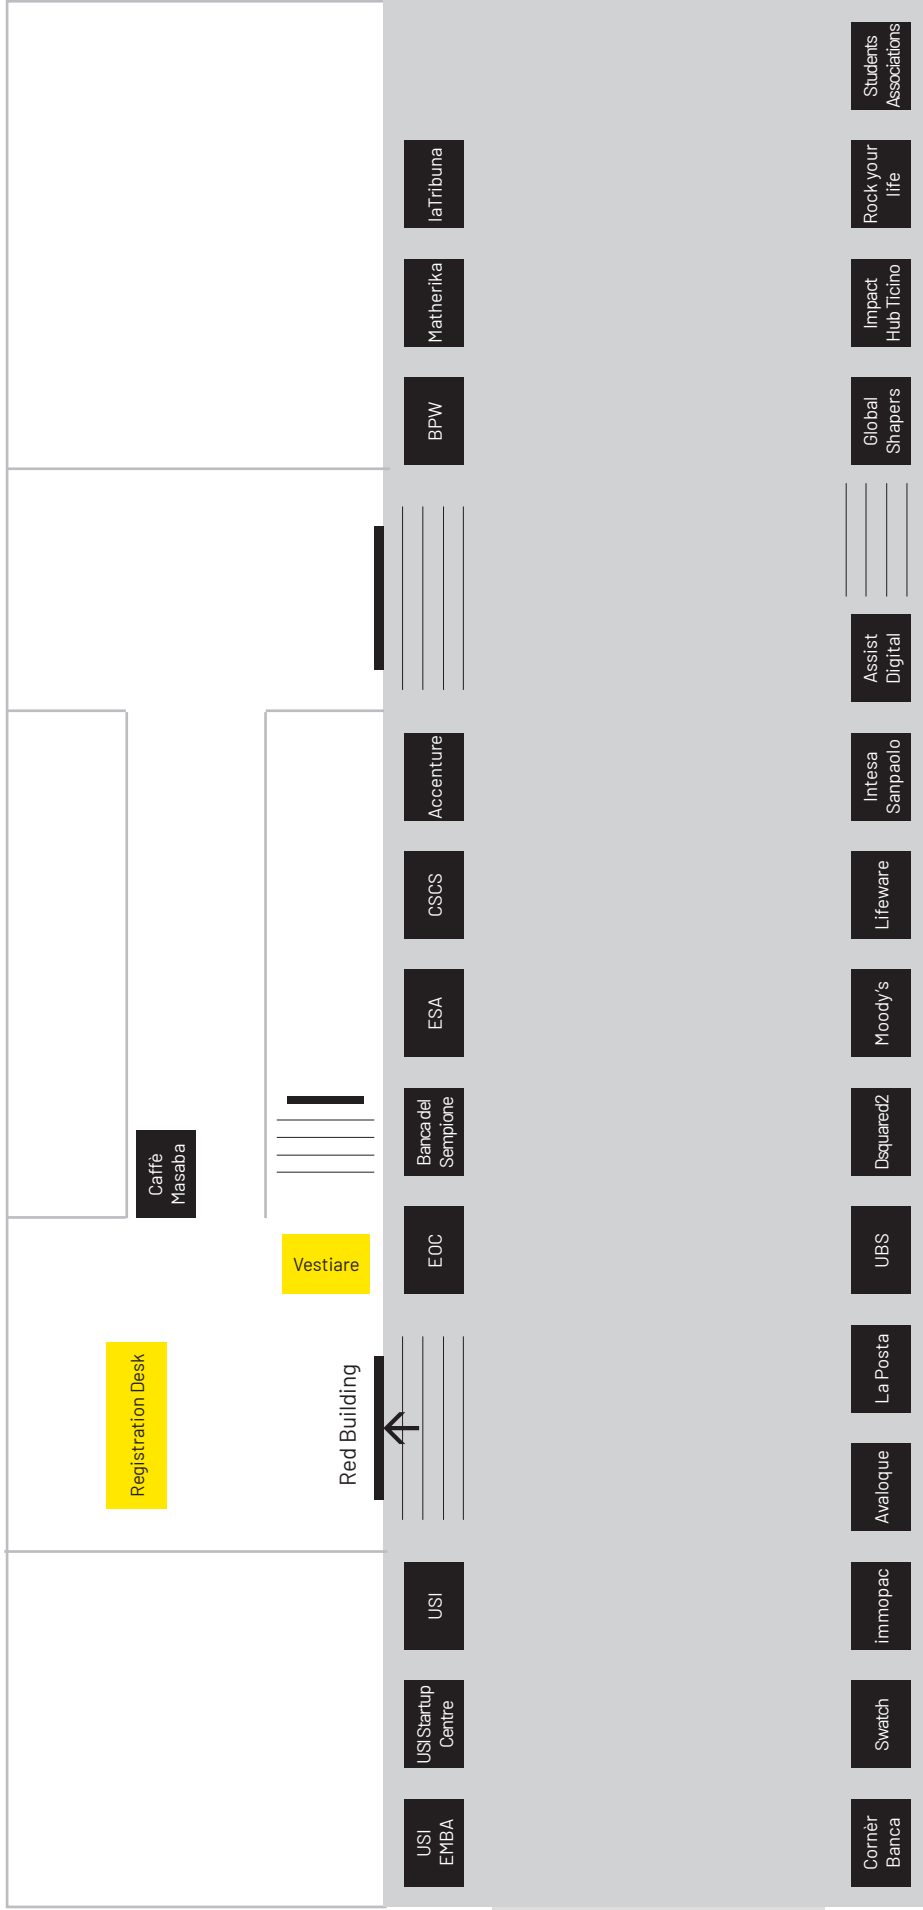 Students
Associations
laTribuna
Rock your
life
Matherika
Impact
Hub Ticino
BPW
Global
Shapers
Assist
Digital
Accenture
Intesa
Sanpaolo
CSCS
Lifeware
ESA
Moody's
Banca del
Sempione
Dsquared2
Caffè
Masaba
Vestiare
EOC
UBS
Registration Desk
Red Building
La Posta
Avaloque
USI
immopac
USI Startup
Centre
Swatch
USI
EMBA
Cornèr
Banca